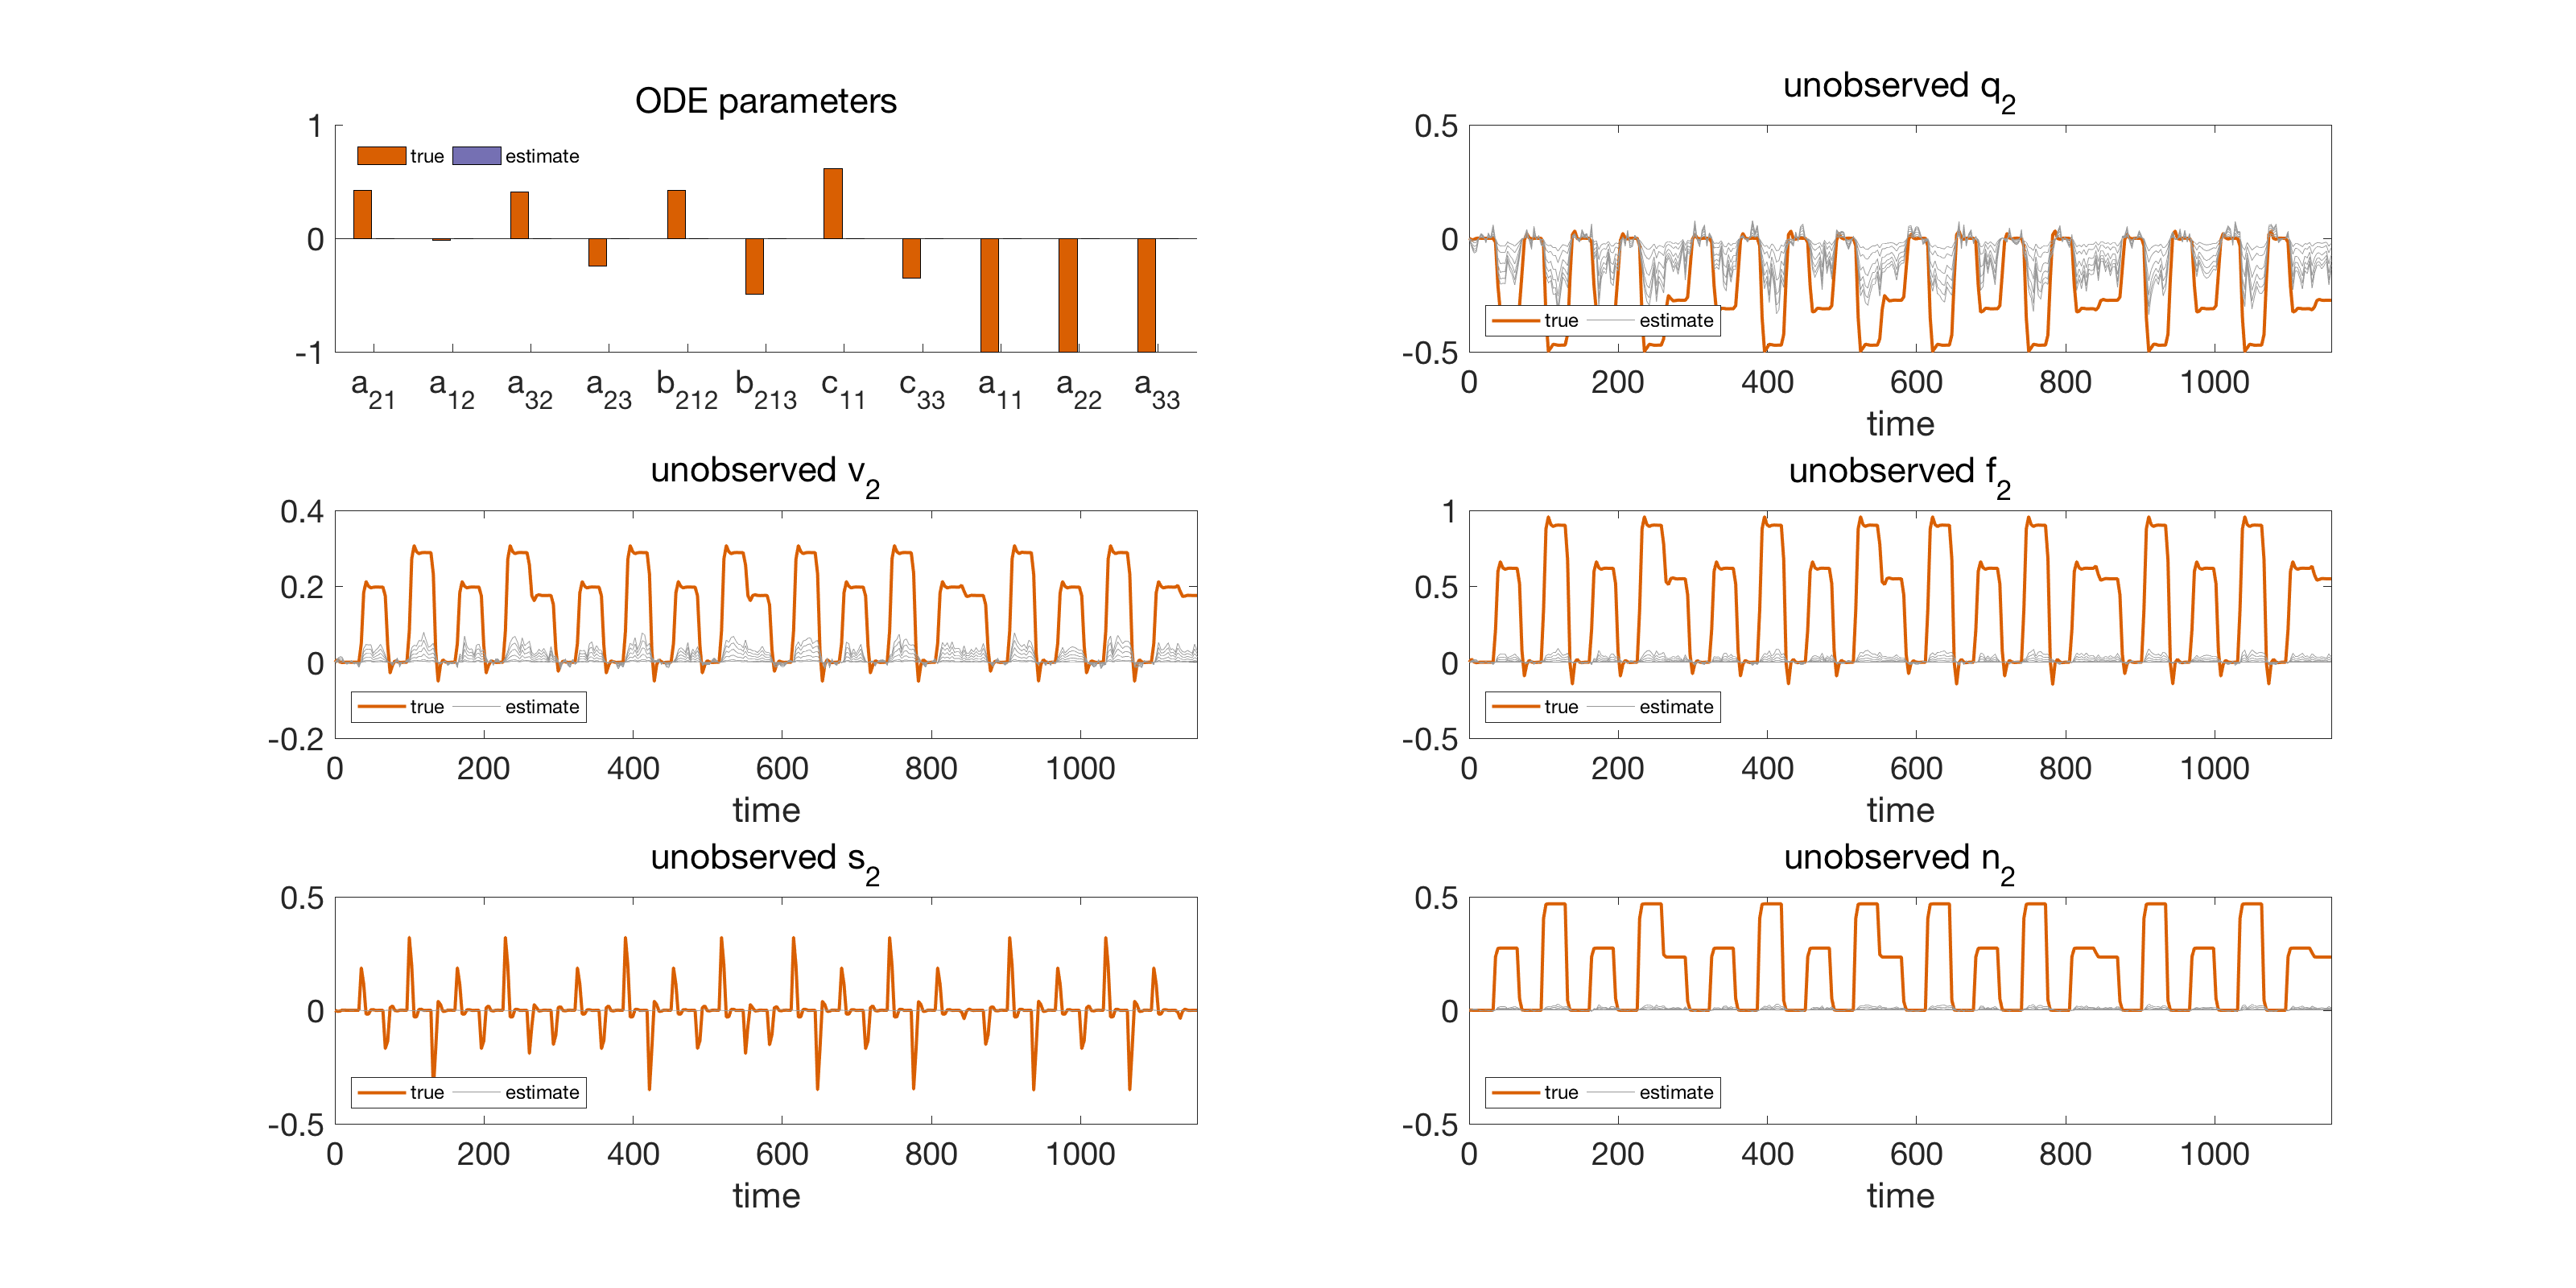 ODE parameters
1
0
-1
true estimate
a21 a12 a32 a23 b212 b213 c11 c33 a11 a22 a33
unobserved q2
0.5
0
-0.5
true estimate
0 200 400 600 800 1000
time
unobserved v2
0.4
0.2
0
-0.2
true estimate
0 200 400 600 800 1000
time
unobserved f2
1
0.5
0
-0.5
true estimate
0 200 400 600 800 1000
time
unobserved s2
0.5
0
-0.5
true estimate
0 200 400 600 800 1000
time
unobserved n2
0.5
0
-0.5
true estimate
0 200 400 600 800 1000
time